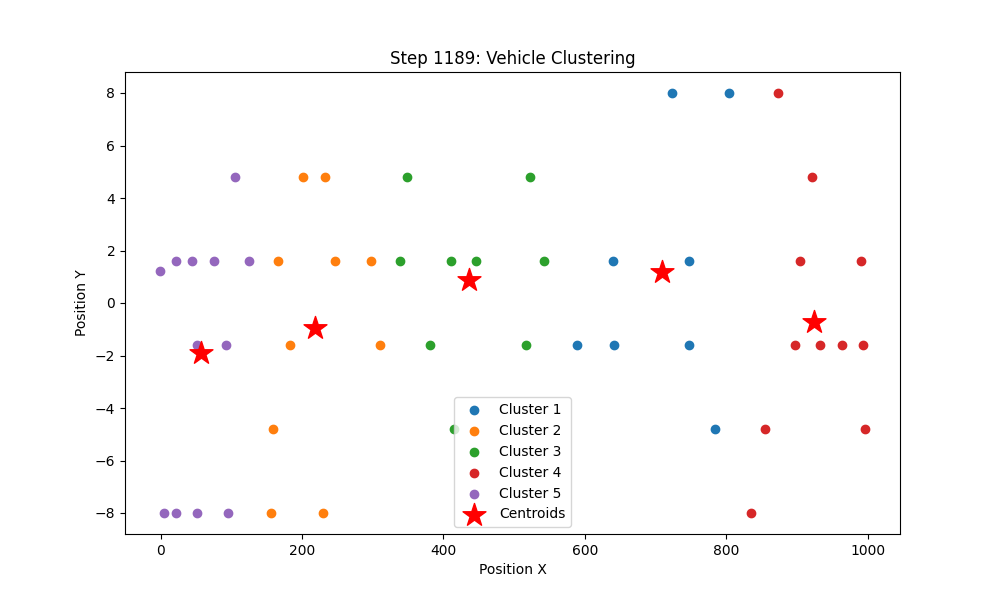 Step 1189: Vehicle Clustering
Position Y
8
6
4
2
0
−2
−4
−6
−8
Cluster 1
Cluster 2
Cluster 3
Cluster 4
Cluster 5
Centroids
0 200 400 600 800 1000
Position X